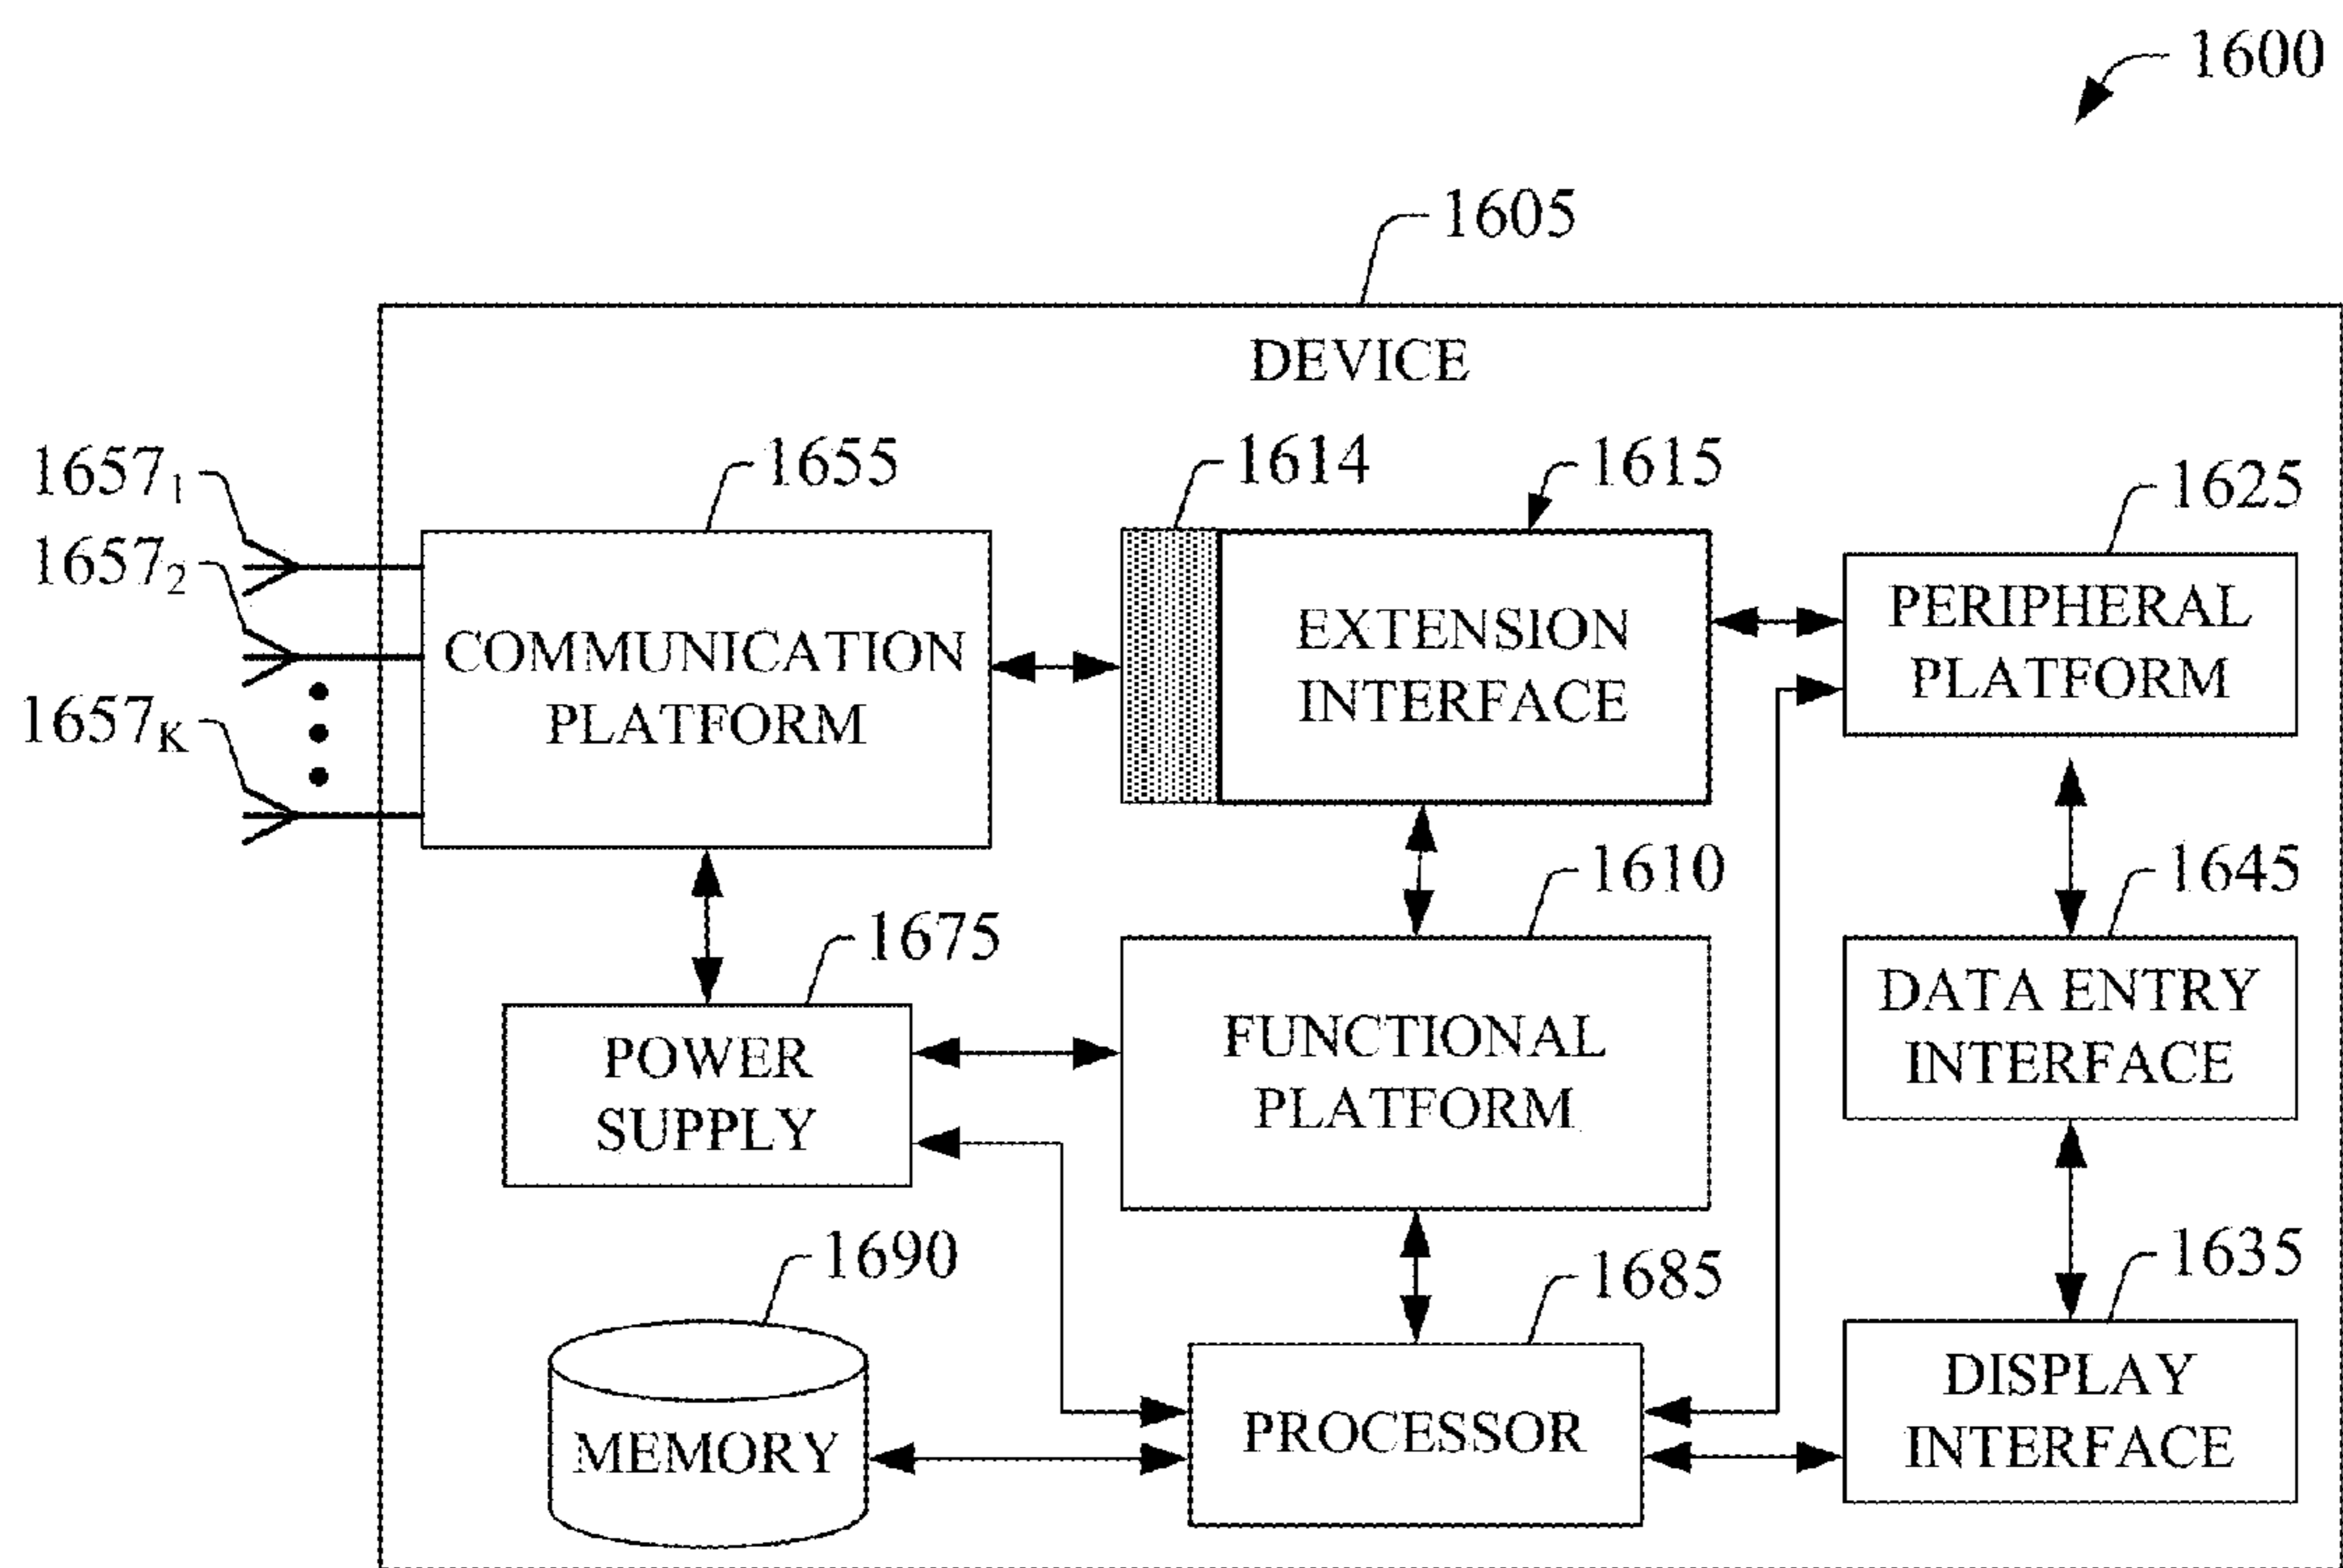 1600
1605
DEVICE
1657₁
1655
1614
1615
1625
1657₂
COMMUNICATION
PLATFORM
EXTENSION
INTERFACE
PERIPHERAL
PLATFORM
1657K
1610
1645
1675
POWER
SUPPLY
FUNCTIONAL
PLATFORM
DATA ENTRY
INTERFACE
1690
1685
1635
MEMORY
PROCESSOR
DISPLAY
INTERFACE